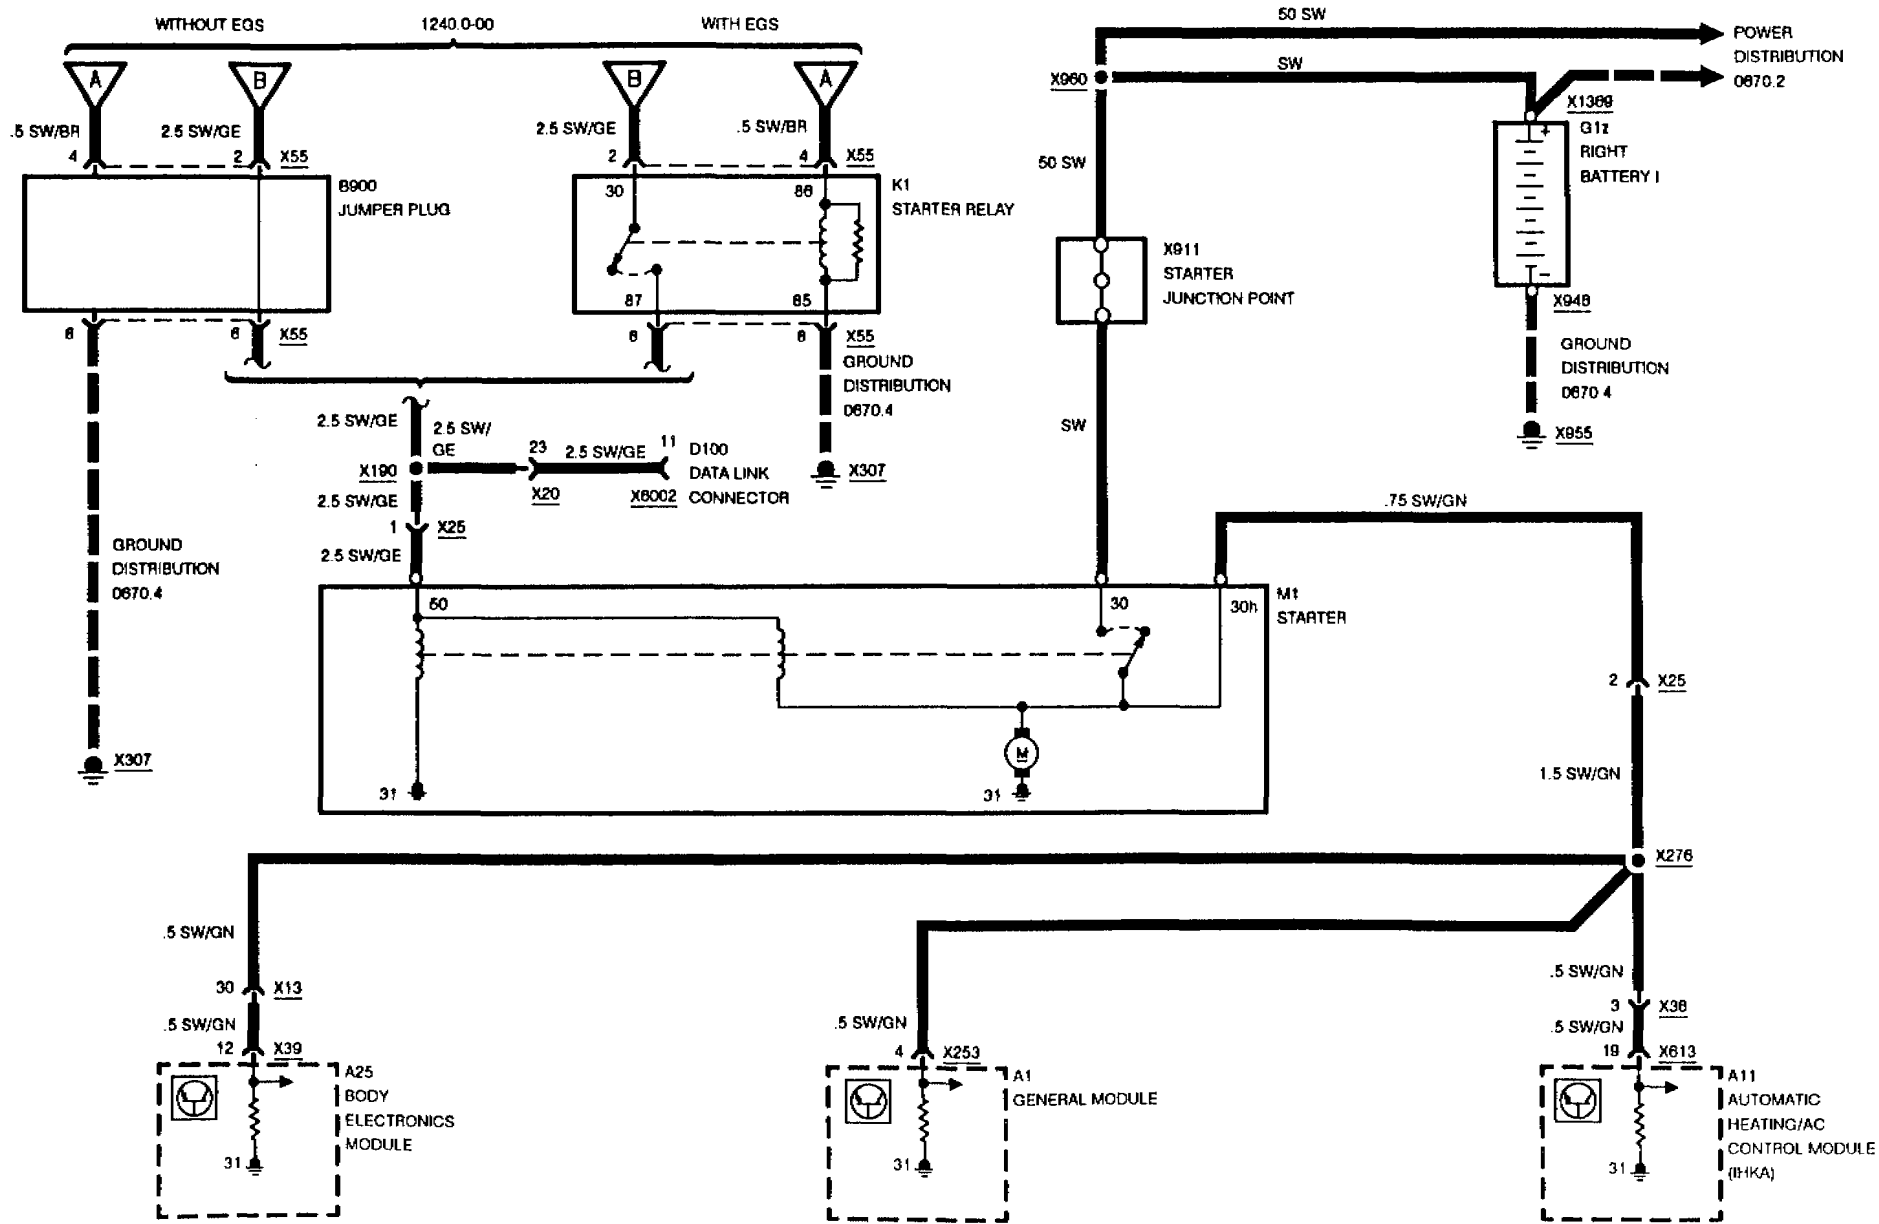 WITHOUT EGS
1240.0-00
WITH EGS
50 SW
POWER
DISTRIBUTION
0670.2
A
B
B
A
X960
SW
X1369
.5 SW/BR
2.5 SW/GE
2.5 SW/GE
.5 SW/BR
4
2
X55
2
4
X55
50 SW
+
G1z
RIGHT
BATTERY I
B900
JUMPER PLUG
30
86
K1
STARTER RELAY
X911
STARTER
JUNCTION POINT
87
85
-
X948
6
6
X55
6
8
X55
GROUND
DISTRIBUTION
0670.4
GROUND
DISTRIBUTION
0670 4
2.5 SW/GE
2.5 SW/
GE
SW
X955
X190
23
2.5 SW/GE
11
D100
DATA LINK
CONNECTOR
X307
X20
X6002
2.5 SW/GE
1
X25
.75 SW/GN
GROUND
DISTRIBUTION
0670.4
2.5 SW/GE
50
30
30h
M1
STARTER
2
X25
X307
M
31
31
1.5 SW/GN
X276
.5 SW/GN
30
X13
.5 SW/GN
12
X39
.5 SW/GN
4
X253
.5 SW/GN
3
X38
.5 SW/GN
19
X613
A25
BODY
ELECTRONICS
MODULE
31
A1
GENERAL MODULE
31
A11
AUTOMATIC
HEATING/AC
CONTROL MODULE
(IHKA)
31